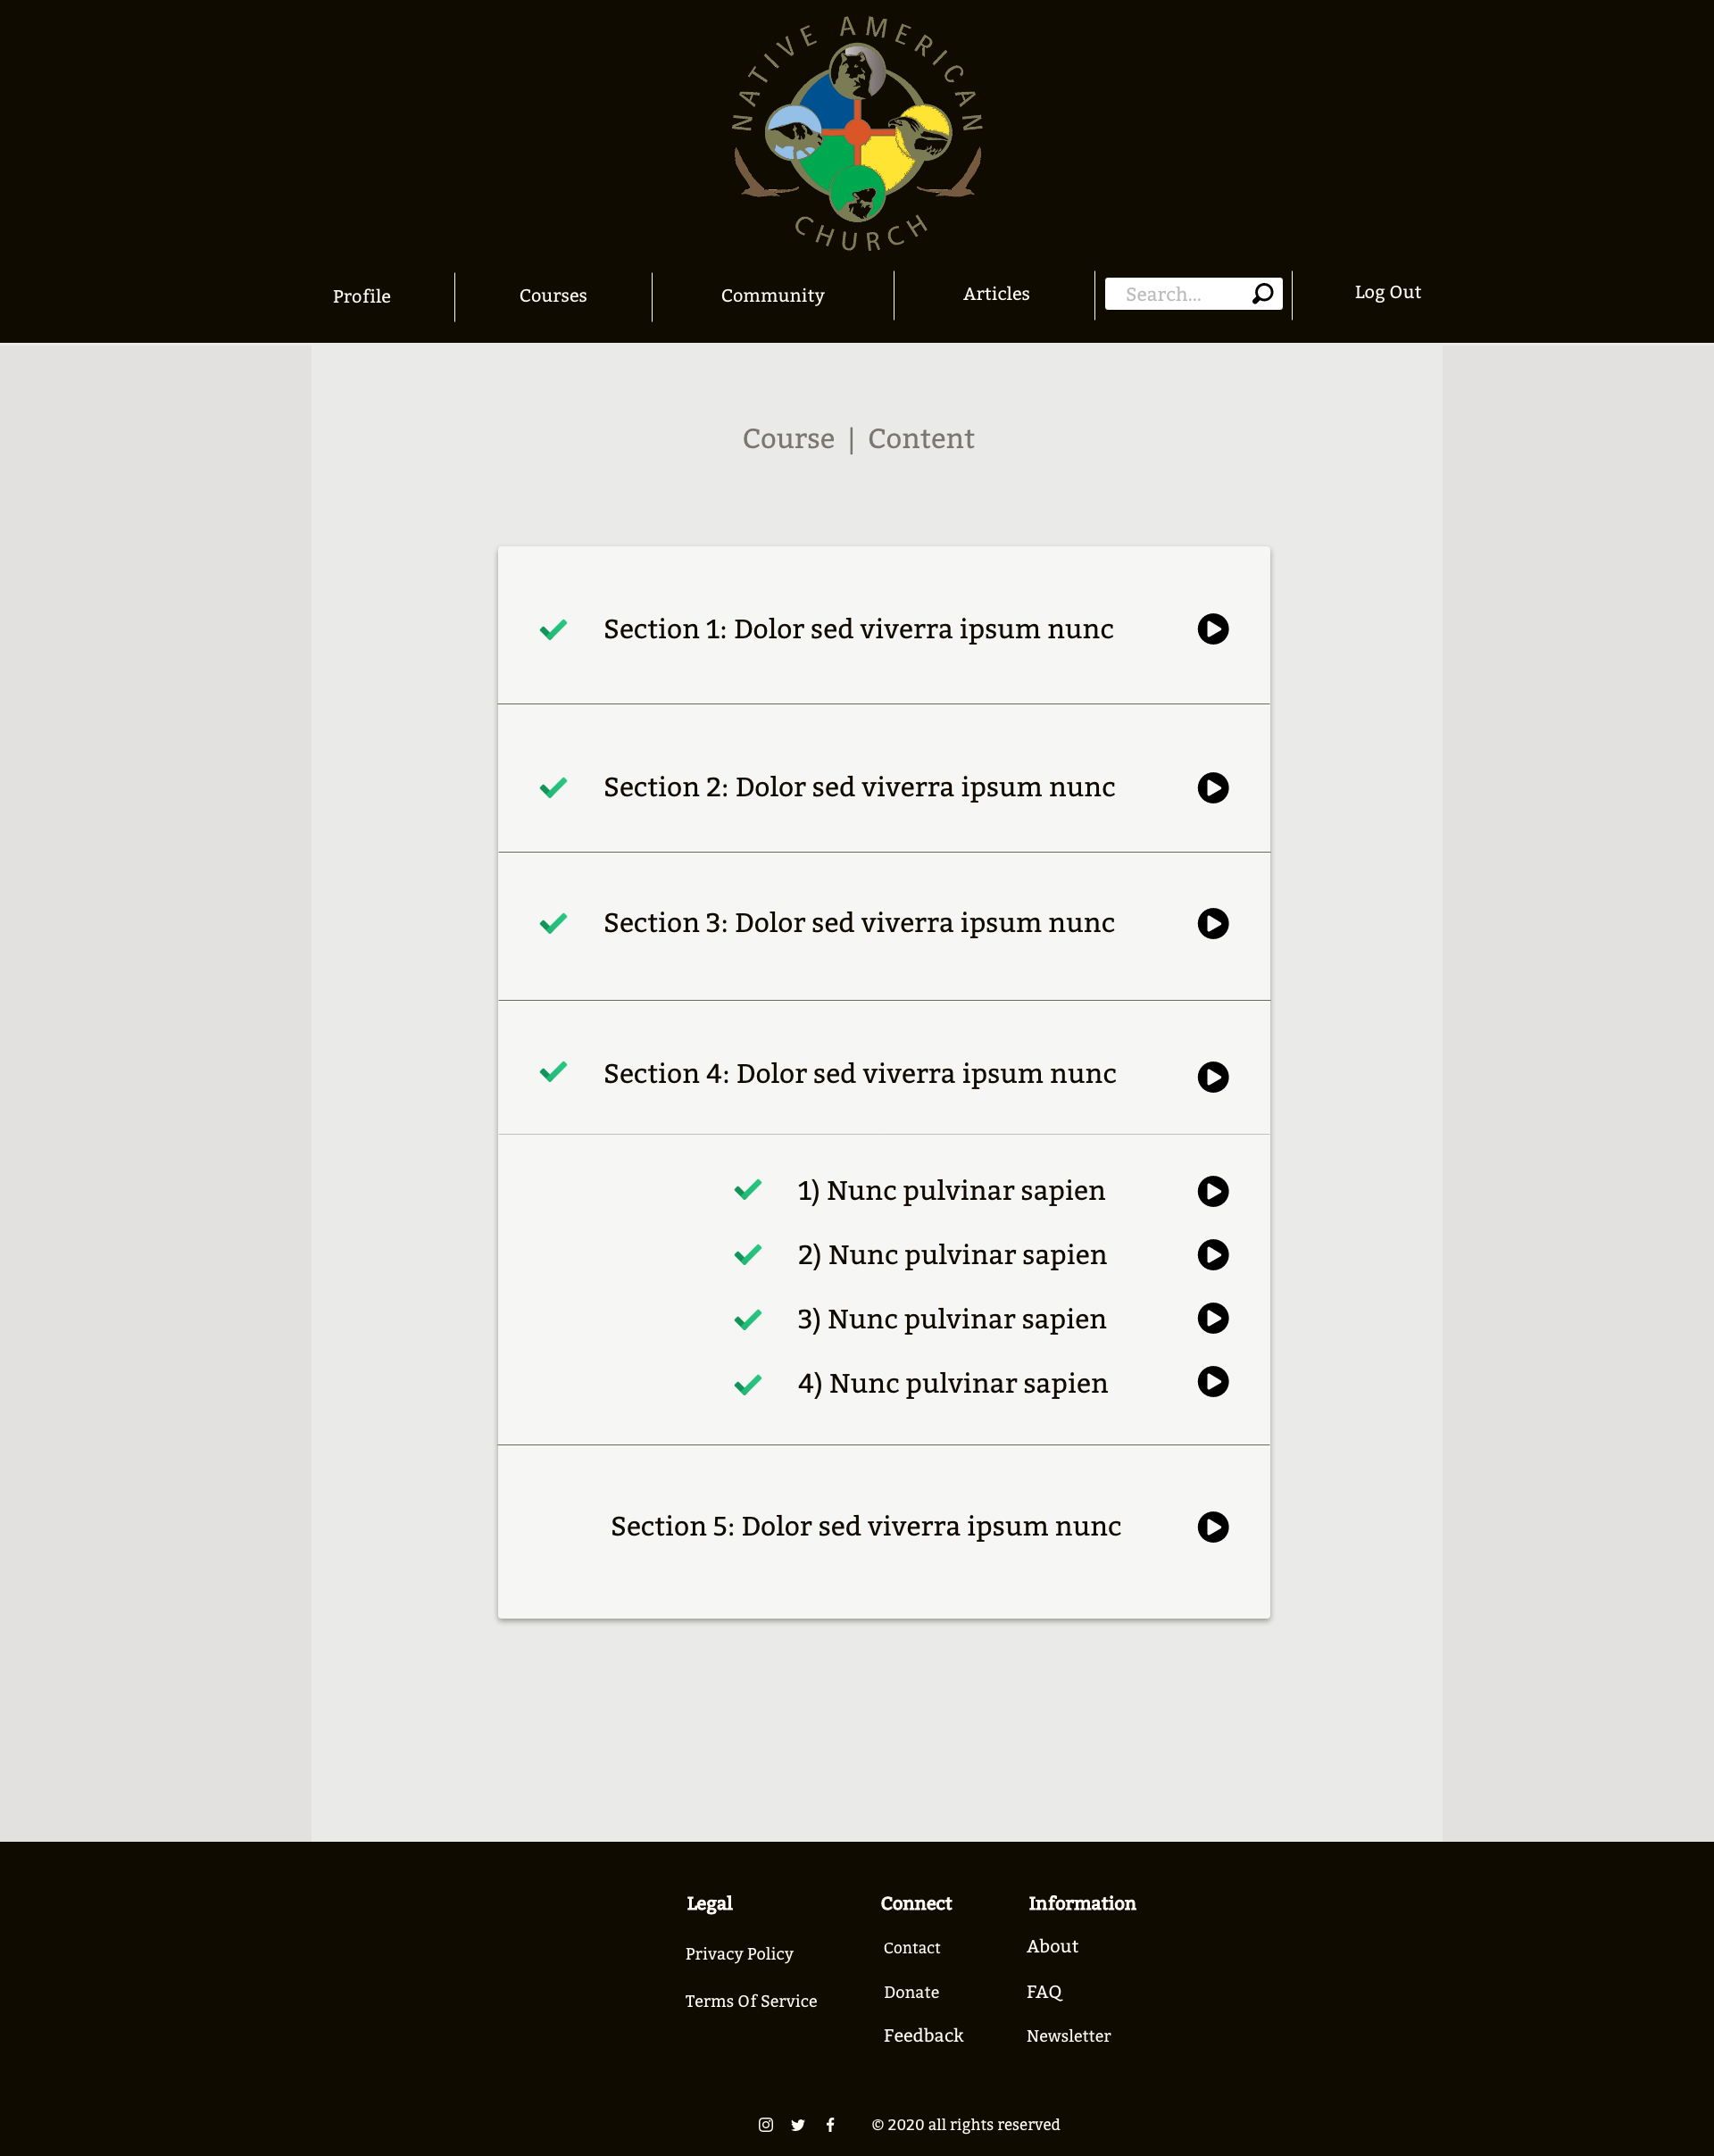 NATIVE AMERICAN
CHURCH
Profile
Courses
Community
Articles
Search...
Log Out
Course | Content
Section 1: Dolor sed viverra ipsum nunc
Section 2: Dolor sed viverra ipsum nunc
Section 3: Dolor sed viverra ipsum nunc
Section 4: Dolor sed viverra ipsum nunc
1) Nunc pulvinar sapien
2) Nunc pulvinar sapien
3) Nunc pulvinar sapien
4) Nunc pulvinar sapien
Section 5: Dolor sed viverra ipsum nunc
Legal
Privacy Policy
Terms Of Service
Connect
Contact
Donate
Feedback
Information
About
FAQ
Newsletter
© 2020 all rights reserved